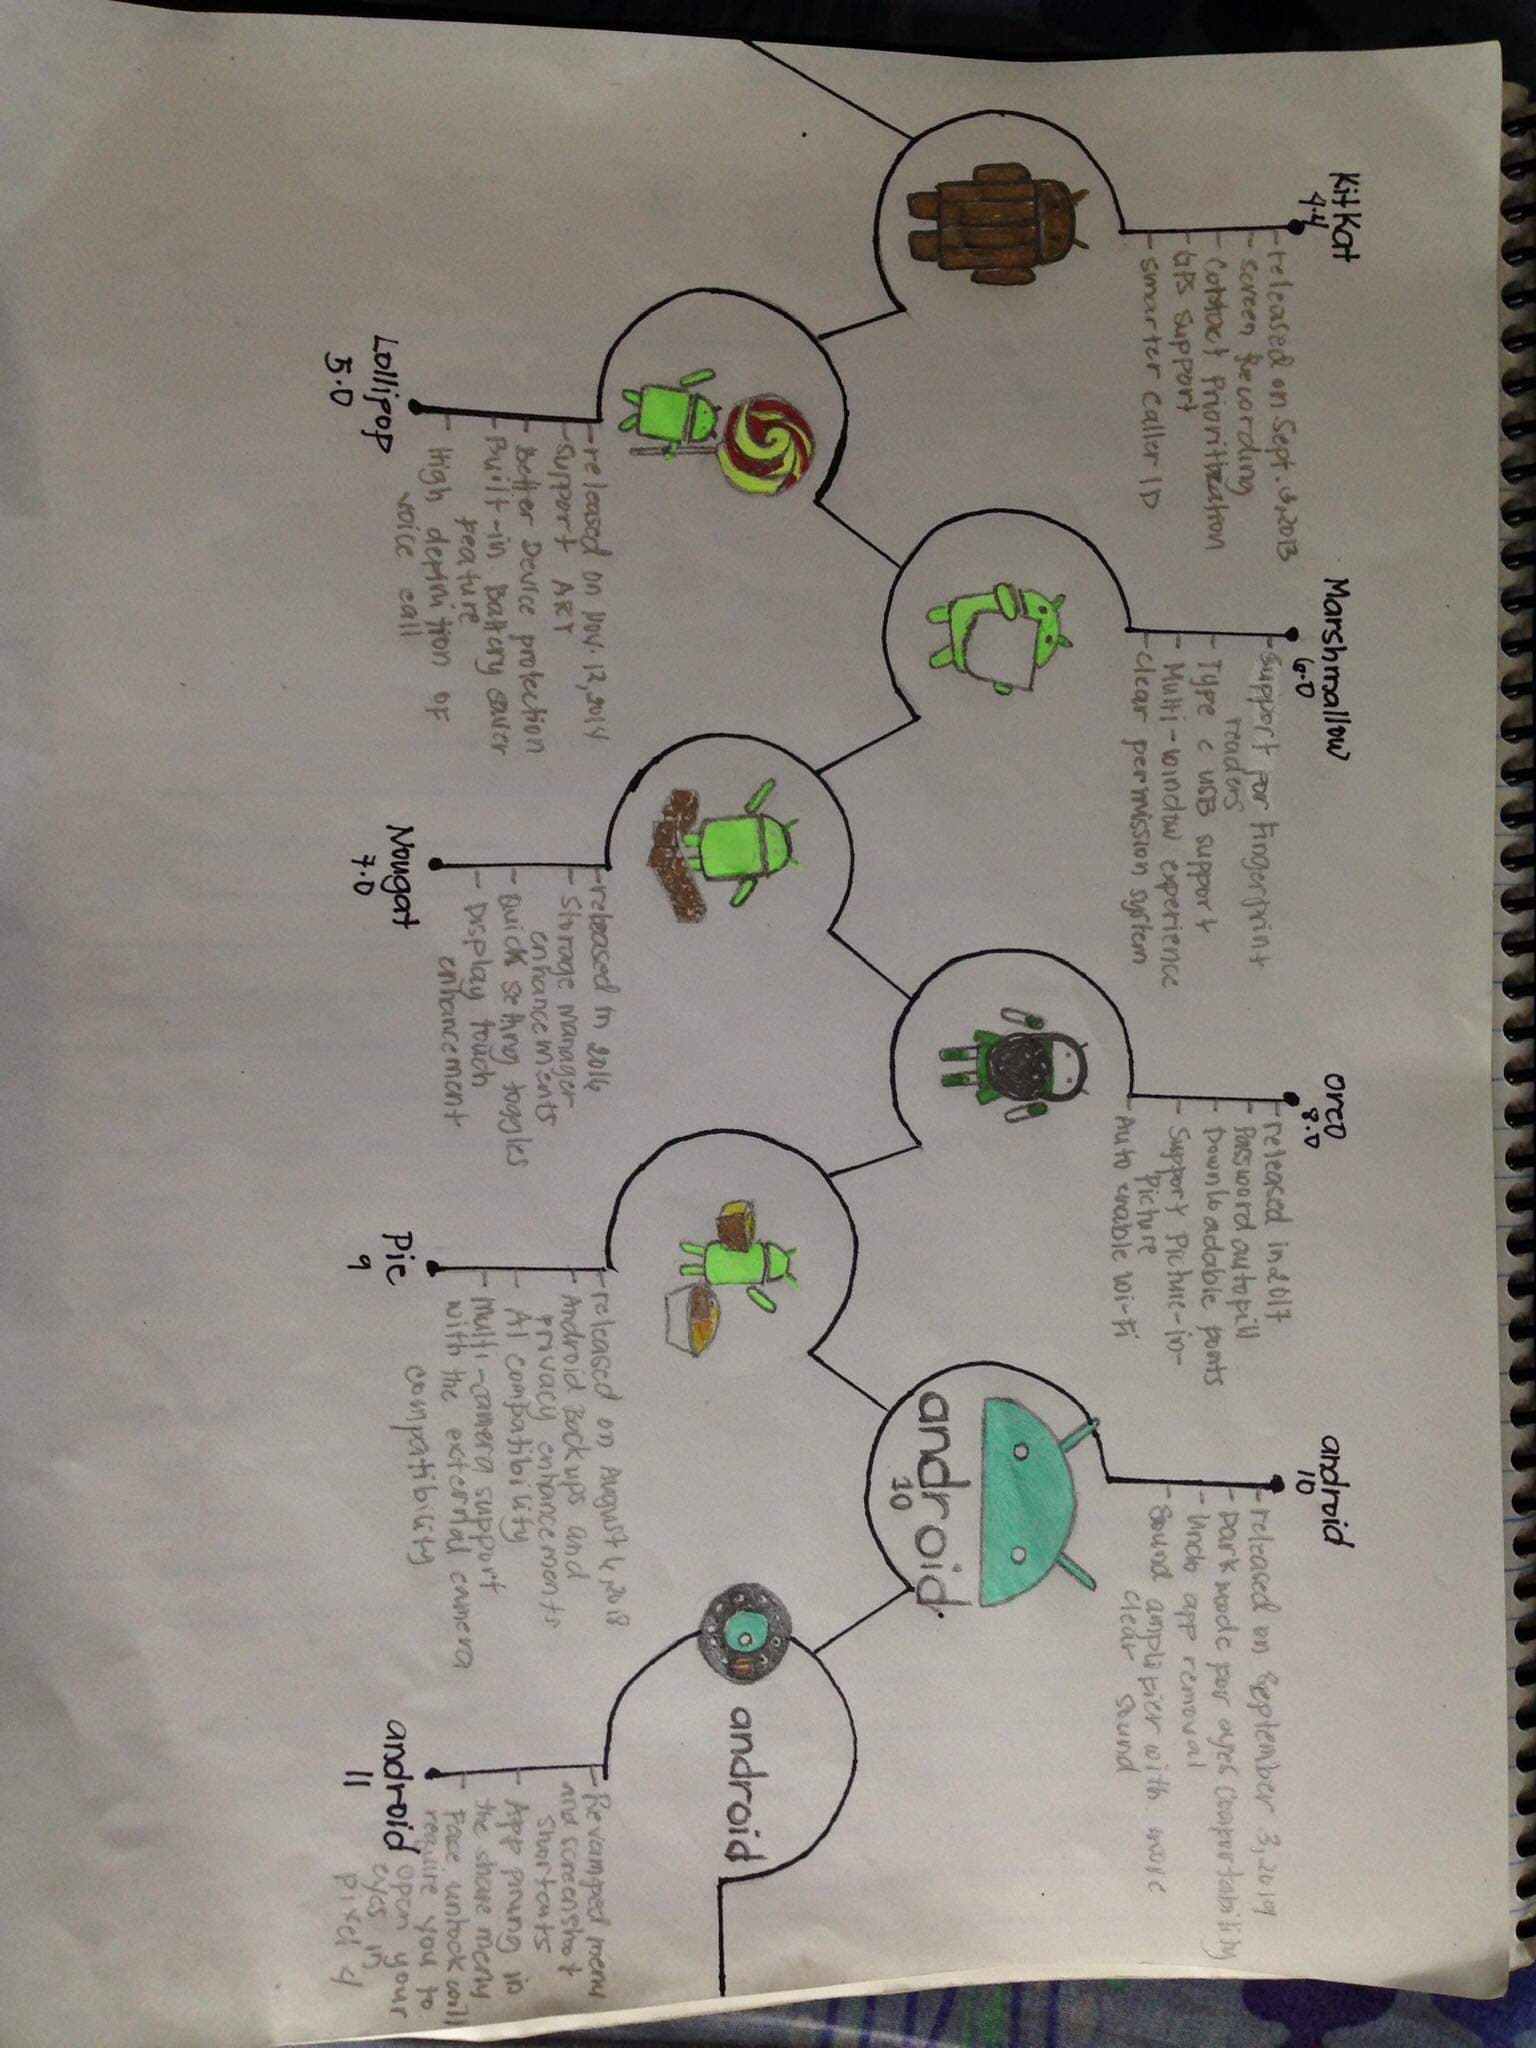 KitKat
4.4
- released on Sept. 3, 2013
- screen Recording
- Contact Prioritization
- GPS support
- smarter caller ID
Lollipop
5.0
- released on Nov. 12, 2014
- Support ART
- Better Device protection
- Built-in Battery saver
feature
- High definition of
voice call
Marshmallow
6.0
- Support for fingerprint
readers
- Type C USB support
- Multi-window experience
- clear permission system
Nougat
7.0
- released in 2016
- Storage manager
enhancements
- Quick setting toggles
- Display touch
enhancement
oreo
8.0
- released in 2017
- Password autofill
- Downloadable fonts
- Support Picture-in-
Picture
- Auto enable Wi-Fi
Pie
9
- released on August 6, 2018
- Android Backups and
privacy enhancements
- AI compatibility
- Multi-camera support
with the external camera
compatibility
android
10
android
10
- released on September 3, 2019
- Dark mode for eyes comfortability
- Undo app removal
- Sound amplifier with more
clear sound
android
android
11
- Revamped menu
and screenshot
shortcuts
- App pinning in
the share menu
- Face unlock will
require you to
open your
eyes in
pixel 4